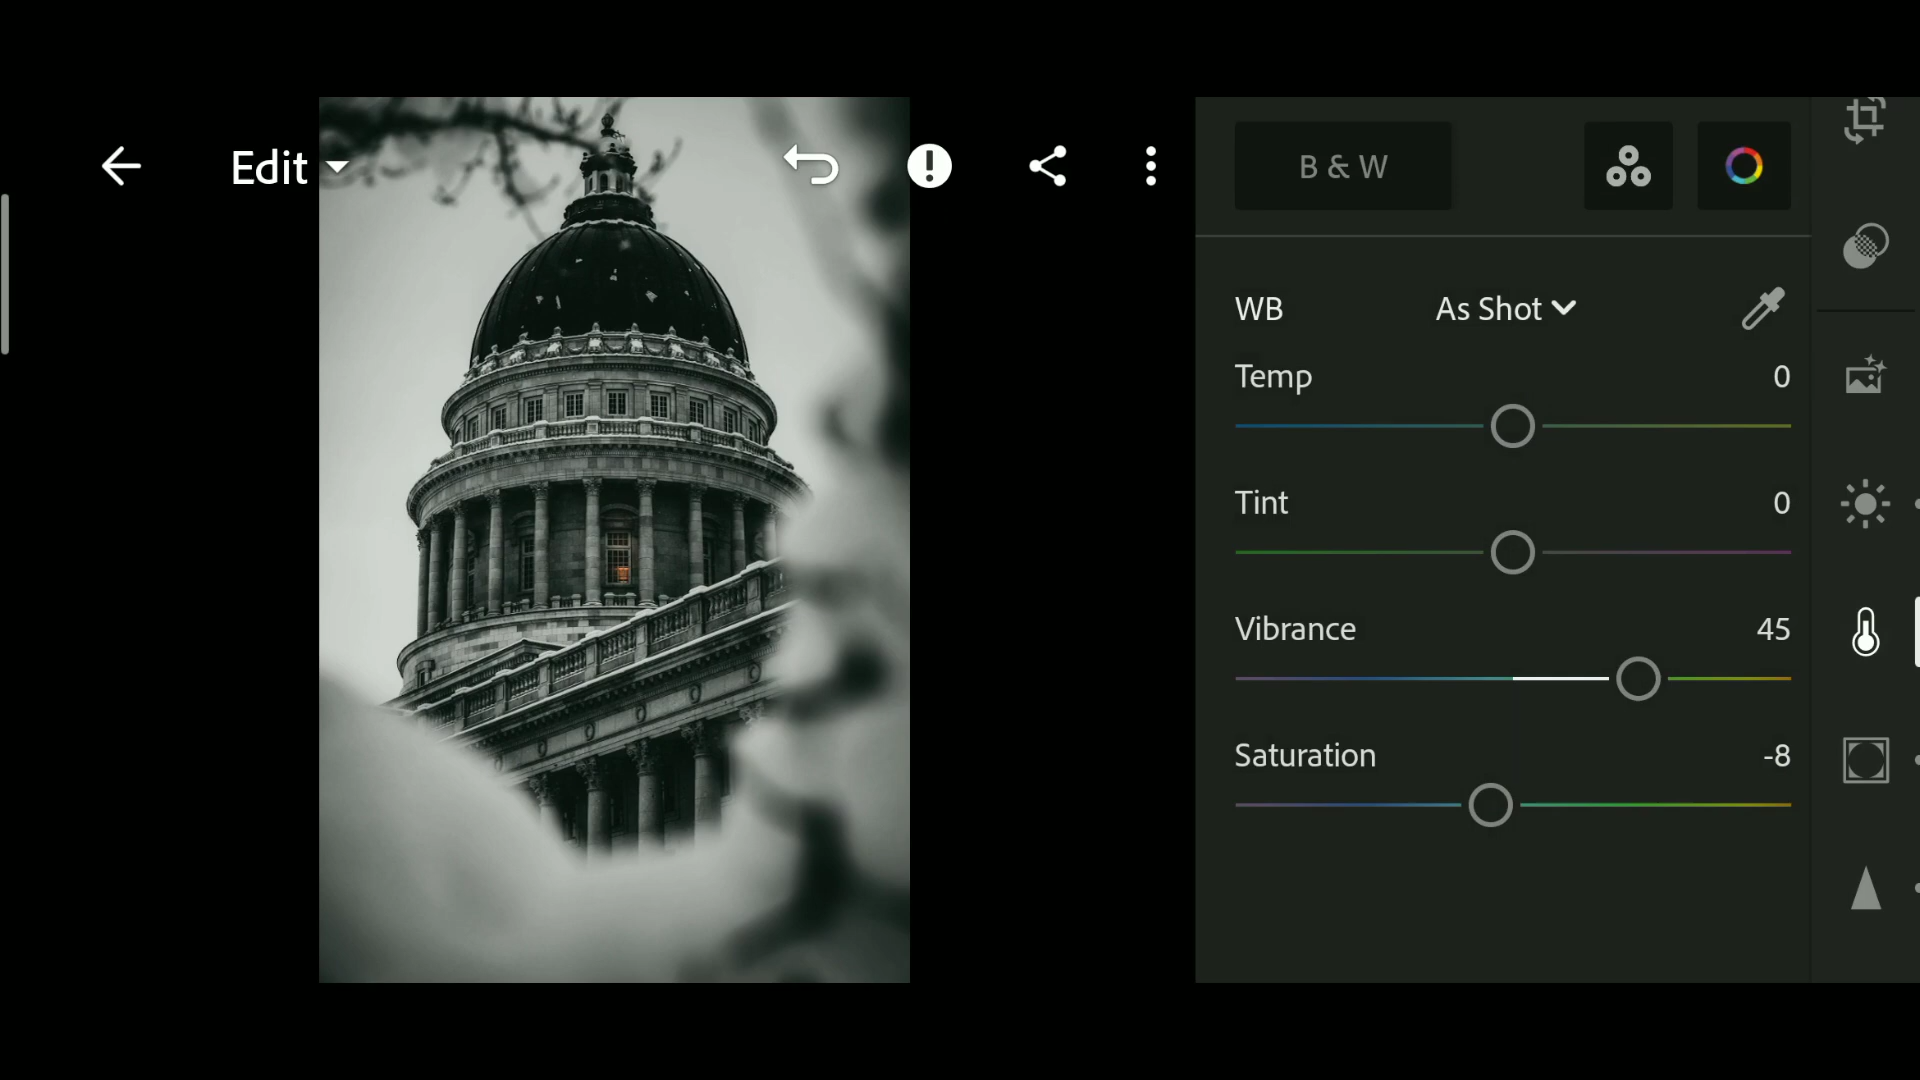 Edit
B & W
WB As Shot
Temp 0
Tint 0
Vibrance 45
Saturation -8